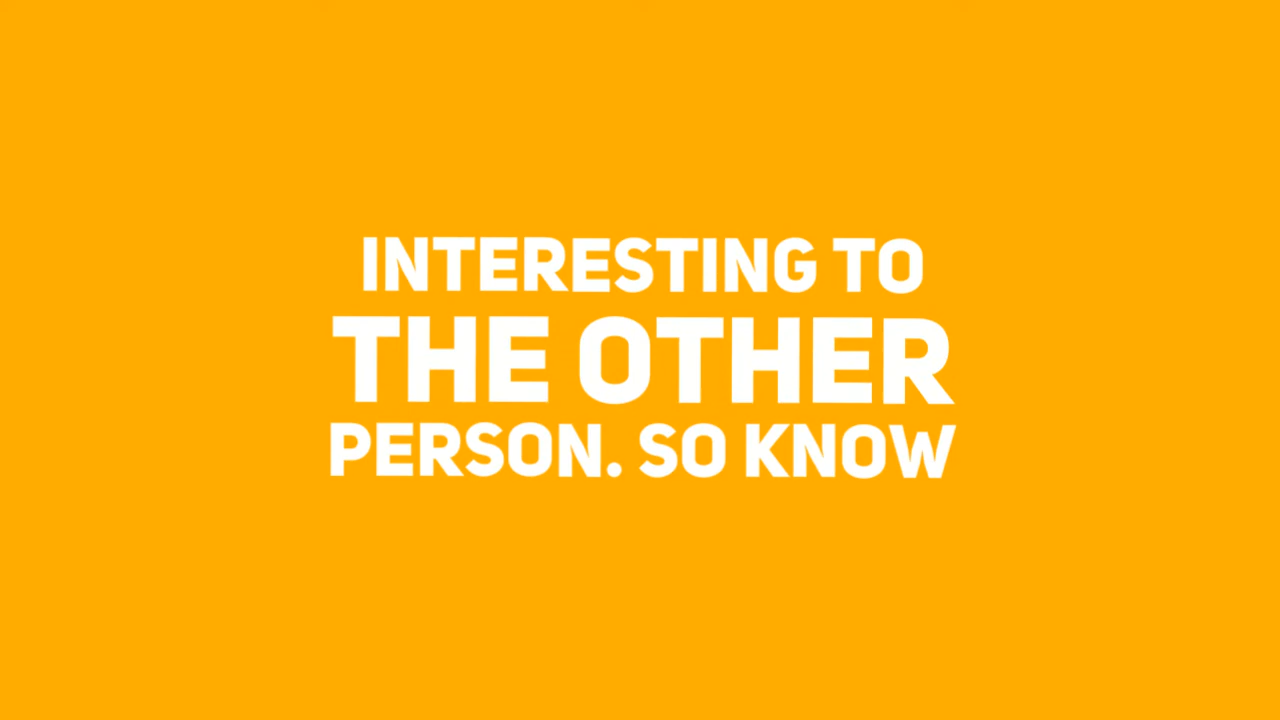 INTERESTING TO
THE OTHER
PERSON. SO KNOW